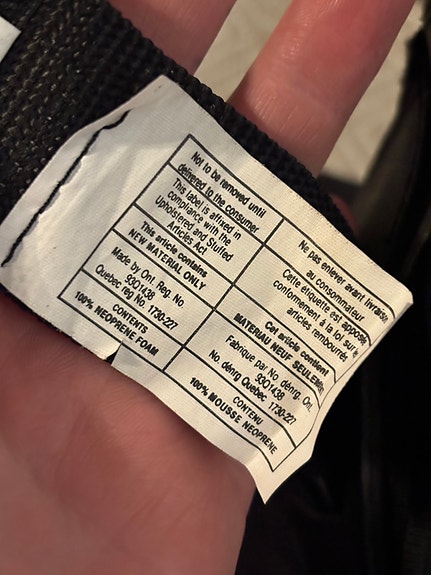 Not to be removed until
delivered to the consumer
This label is affixed in
compliance with the
Upholstered and Stuffed
Articles Act
This article contains
NEW MATERIAL ONLY
Made by Ont. Reg. No.
93O1438
Quebec reg No. 1730-227
CONTENTS
100% NEOPRENE FOAM
Ne pas enlever avant livraison
au consommateur
Cette étiquette est apposée
conformément à la loi sur
articles rembourrés
Cet article contient
MATERIAU NEUF SEULEMENT
Fabrique par No. dénrg. Ont.
93O1438
No. dénrg Quebec 1730-227
CONTENU
100% MOUSSE NEOPRENE